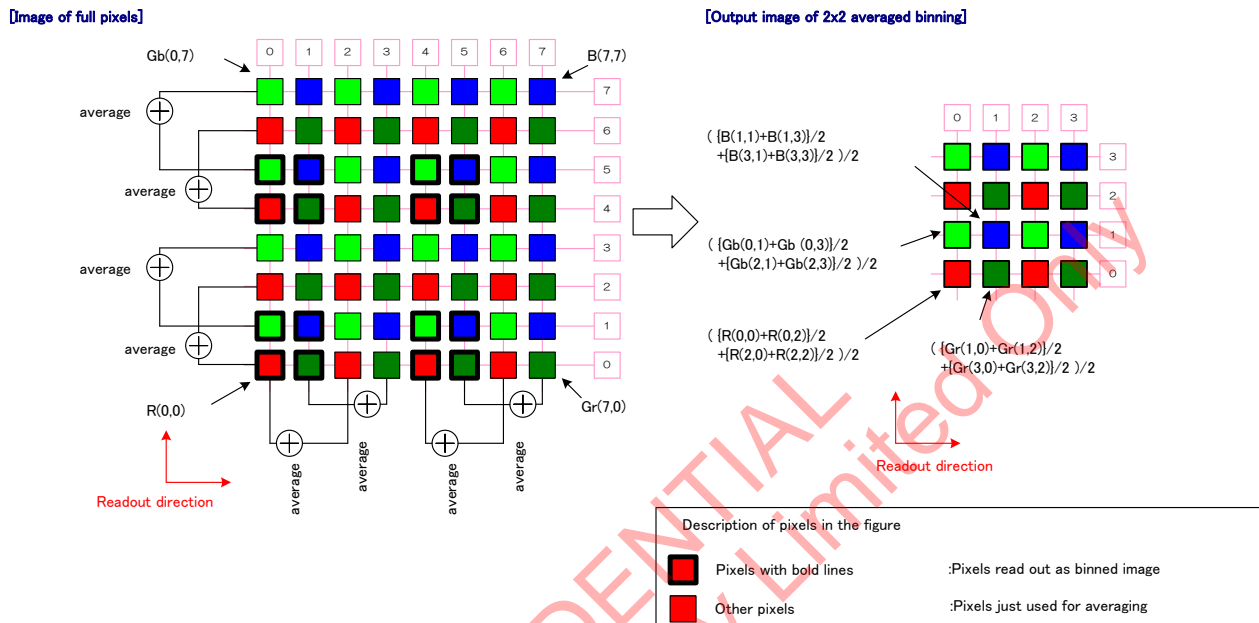 [Image of full pixels]
[Output image of 2x2 averaged binning]
Gb(0,7)
0 1 2 3 4 5 6 7
B(7,7)
7
average
6
5
average
4
3
average
2
1
average
0
R(0,0)
Gr(7,0)
average
average
average
average
Readout direction
0 1 2 3
( {B(1,1)+B(1,3)}/2
+{B(3,1)+B(3,3)}/2 )/2
3
2
( {Gb(0,1)+Gb (0,3)}/2
+{Gb(2,1)+Gb(2,3)}/2 )/2
1
0
( {R(0,0)+R(0,2)}/2
+{R(2,0)+R(2,2)}/2 )/2
( {Gr(1,0)+Gr(1,2)}/2
+{Gr(3,0)+Gr(3,2)}/2 )/2
Readout direction
Description of pixels in the figure
Pixels with bold lines :Pixels read out as binned image
Other pixels :Pixels just used for averaging
DENTIAL
y Limited Only